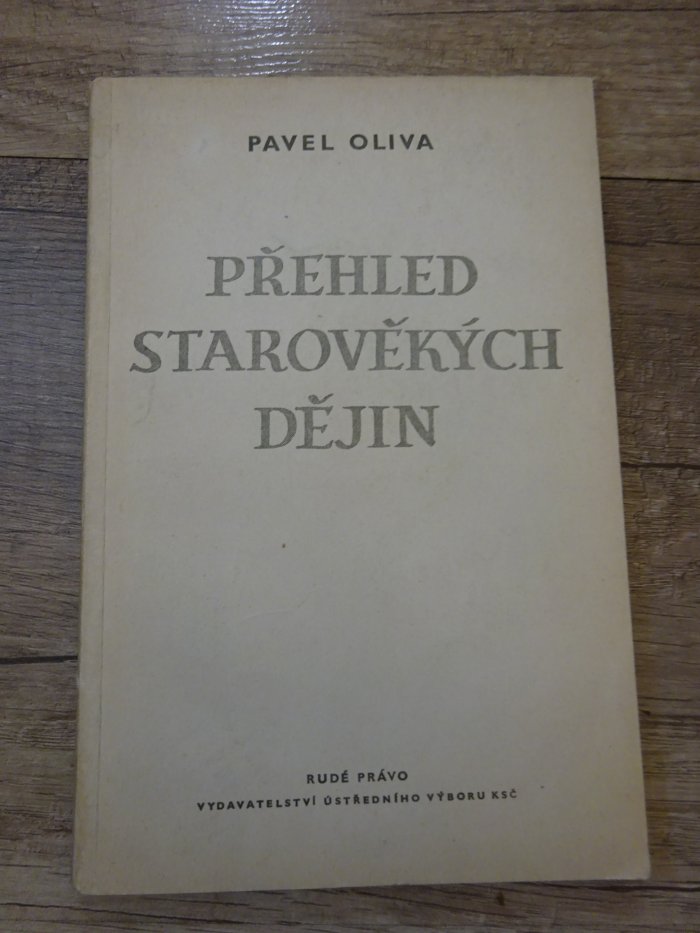 PAVEL OLIVA
PŘEHLED
STAROVĚKÝCH
DĚJIN
RUDÉ PRÁVO
VYDAVATELSTVÍ ÚSTŘEDNÍHO VÝBORU KSČ